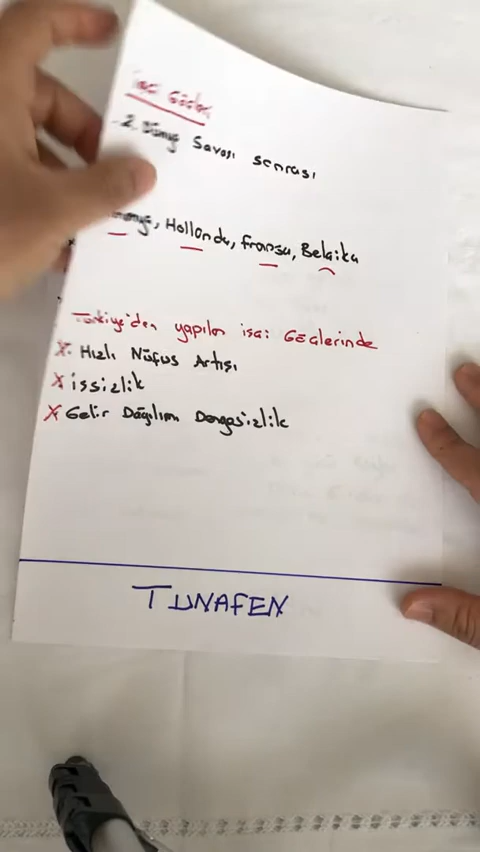 işçi Göçleri
2. Dünya Savaşı Sonrası
Hollanda, Fransa, Belçika
Türkiye'den yapılan işçi Göçlerinde
x Hızlı Nüfus Artışı
x işsizlik
x Gelir Dağılım Dengesizlik
TUNAFEN